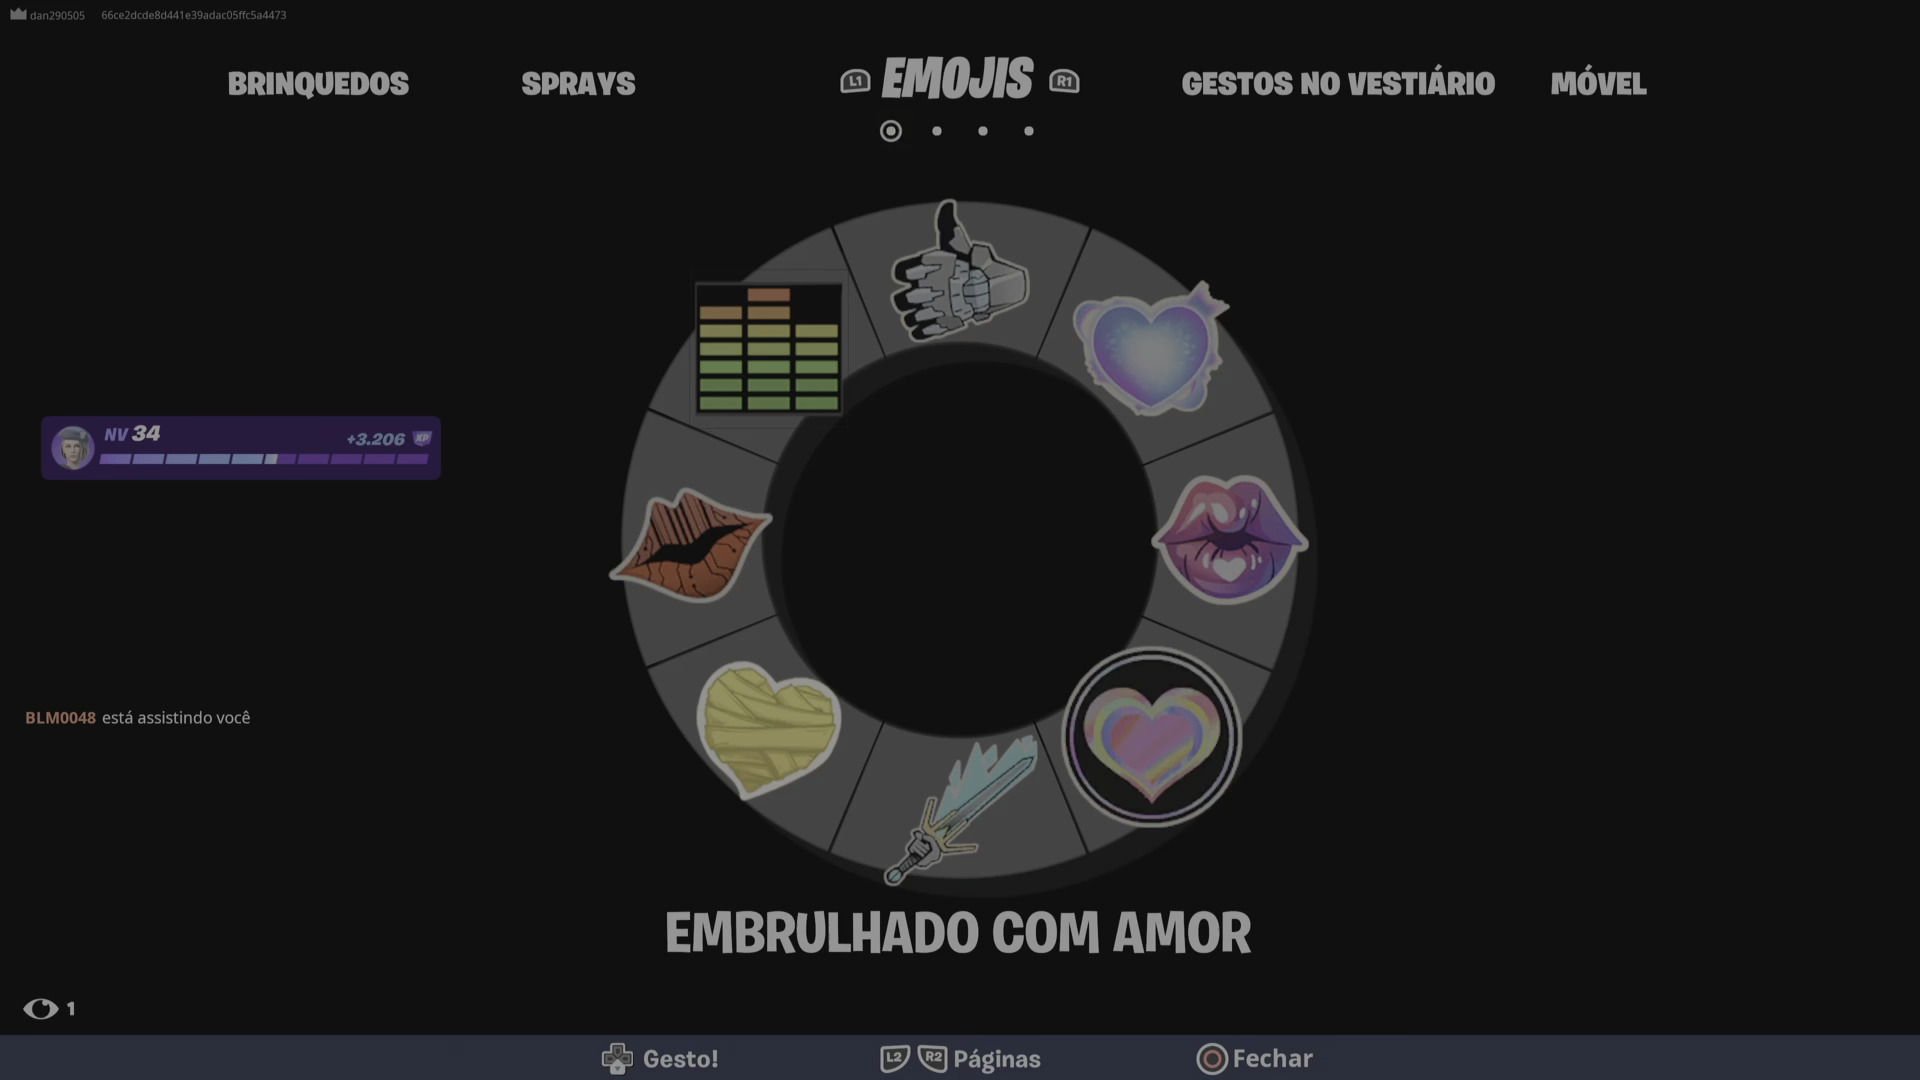 dan290505 66ce2dcde8d441e39adac05ffc5a4473
BRINQUEDOS SPRAYS L1 EMOJIS R1 GESTOS NO VESTIÁRIO MÓVEL
NV 34 +3.206 XP
BLM0048 está assistindo você
EMBRULHADO COM AMOR
1
Gesto! L2 R2 Páginas Fechar